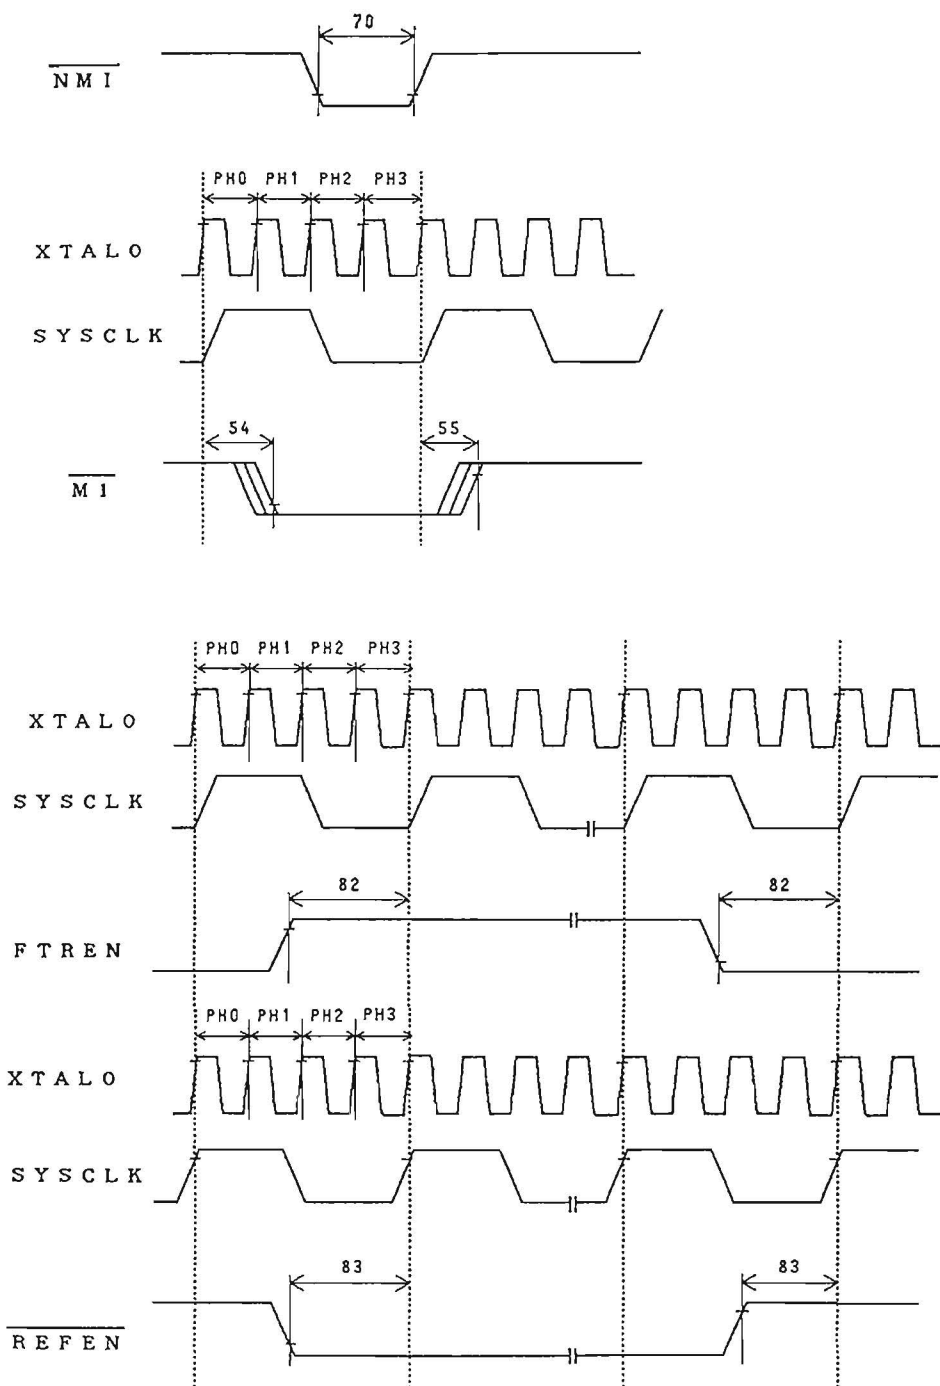 70
NMI
PH0 PH1 PH2 PH3
XTALO
SYSCLK
54 55
M1
PH0 PH1 PH2 PH3
XTALO
SYSCLK
82 82
FTREN
PH0 PH1 PH2 PH3
XTALO
SYSCLK
83 83
REFEN